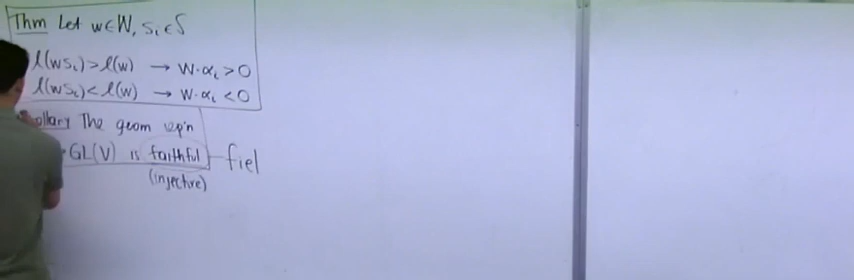 Thm Let w∈W, sᵢ∈S
l(wsᵢ)>l(w) → w·αᵢ>0
l(wsᵢ)<l(w) → w·αᵢ<0
ollary The geom rep'n
GL(V) is faithful - fiel
(injective)